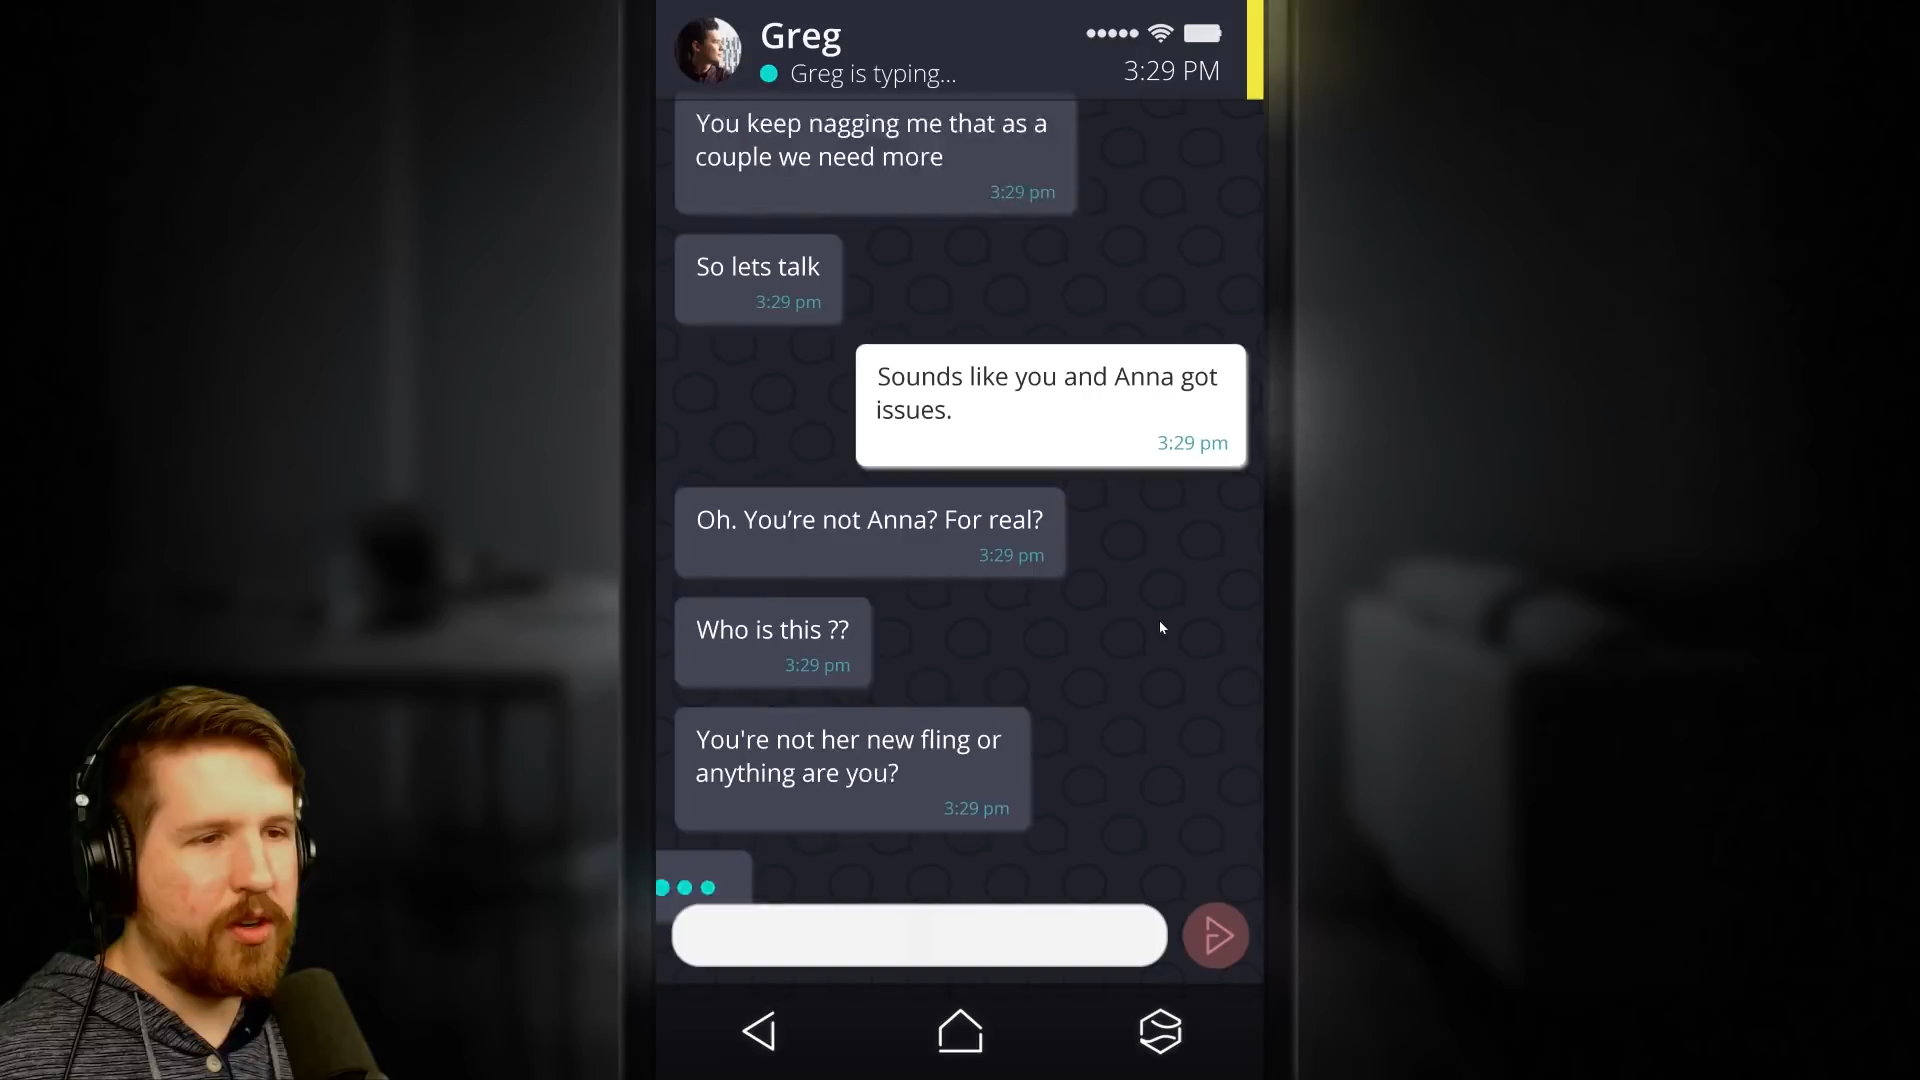 Greg
Greg is typing...
3:29 PM
You keep nagging me that as a
couple we need more
3:29 pm
So lets talk
3:29 pm
Sounds like you and Anna got
issues.
3:29 pm
Oh. You’re not Anna? For real?
3:29 pm
Who is this ??
3:29 pm
You're not her new fling or
anything are you?
3:29 pm